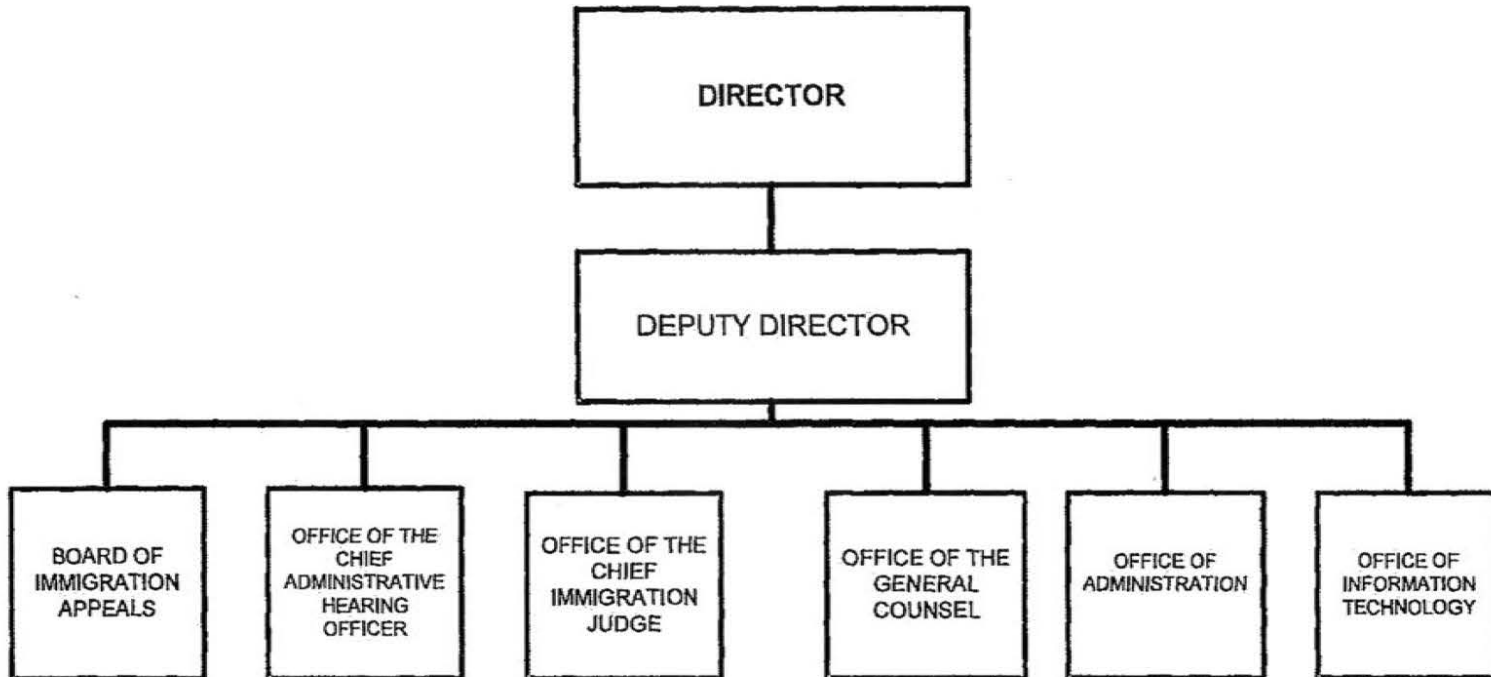 DIRECTOR
DEPUTY DIRECTOR
BOARD OF
IMMIGRATION
APPEALS
OFFICE OF THE
CHIEF
ADMINISTRATIVE
HEARING
OFFICER
OFFICE OF THE
CHIEF
IMMIGRATION
JUDGE
OFFICE OF THE
GENERAL
COUNSEL
OFFICE OF
ADMINISTRATION
OFFICE OF
INFORMATION
TECHNOLOGY